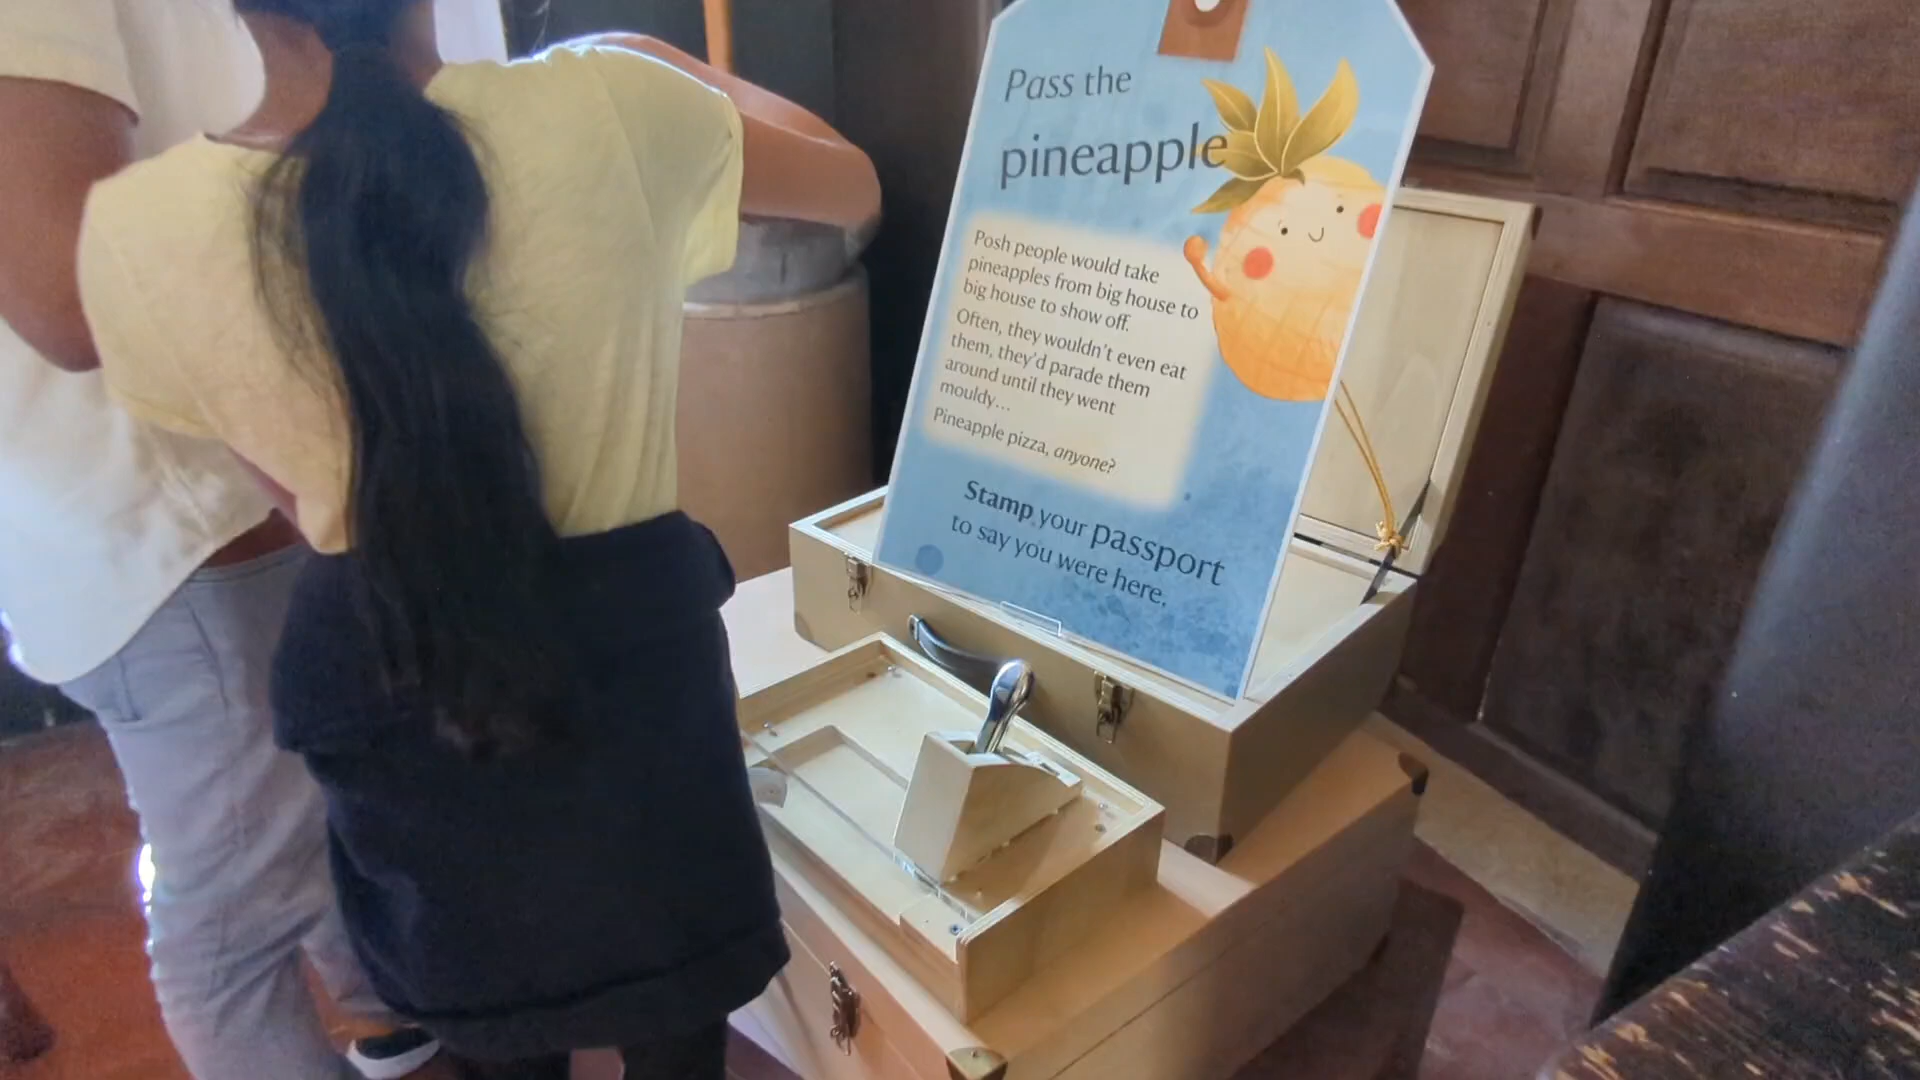 Pass the
pineapple
Posh people would take
pineapples from big house to
big house to show off.
Often, they wouldn't even eat
them, they'd parade them
around until they went
mouldy...
Pineapple pizza, anyone?
Stamp your passport
to say you were here.